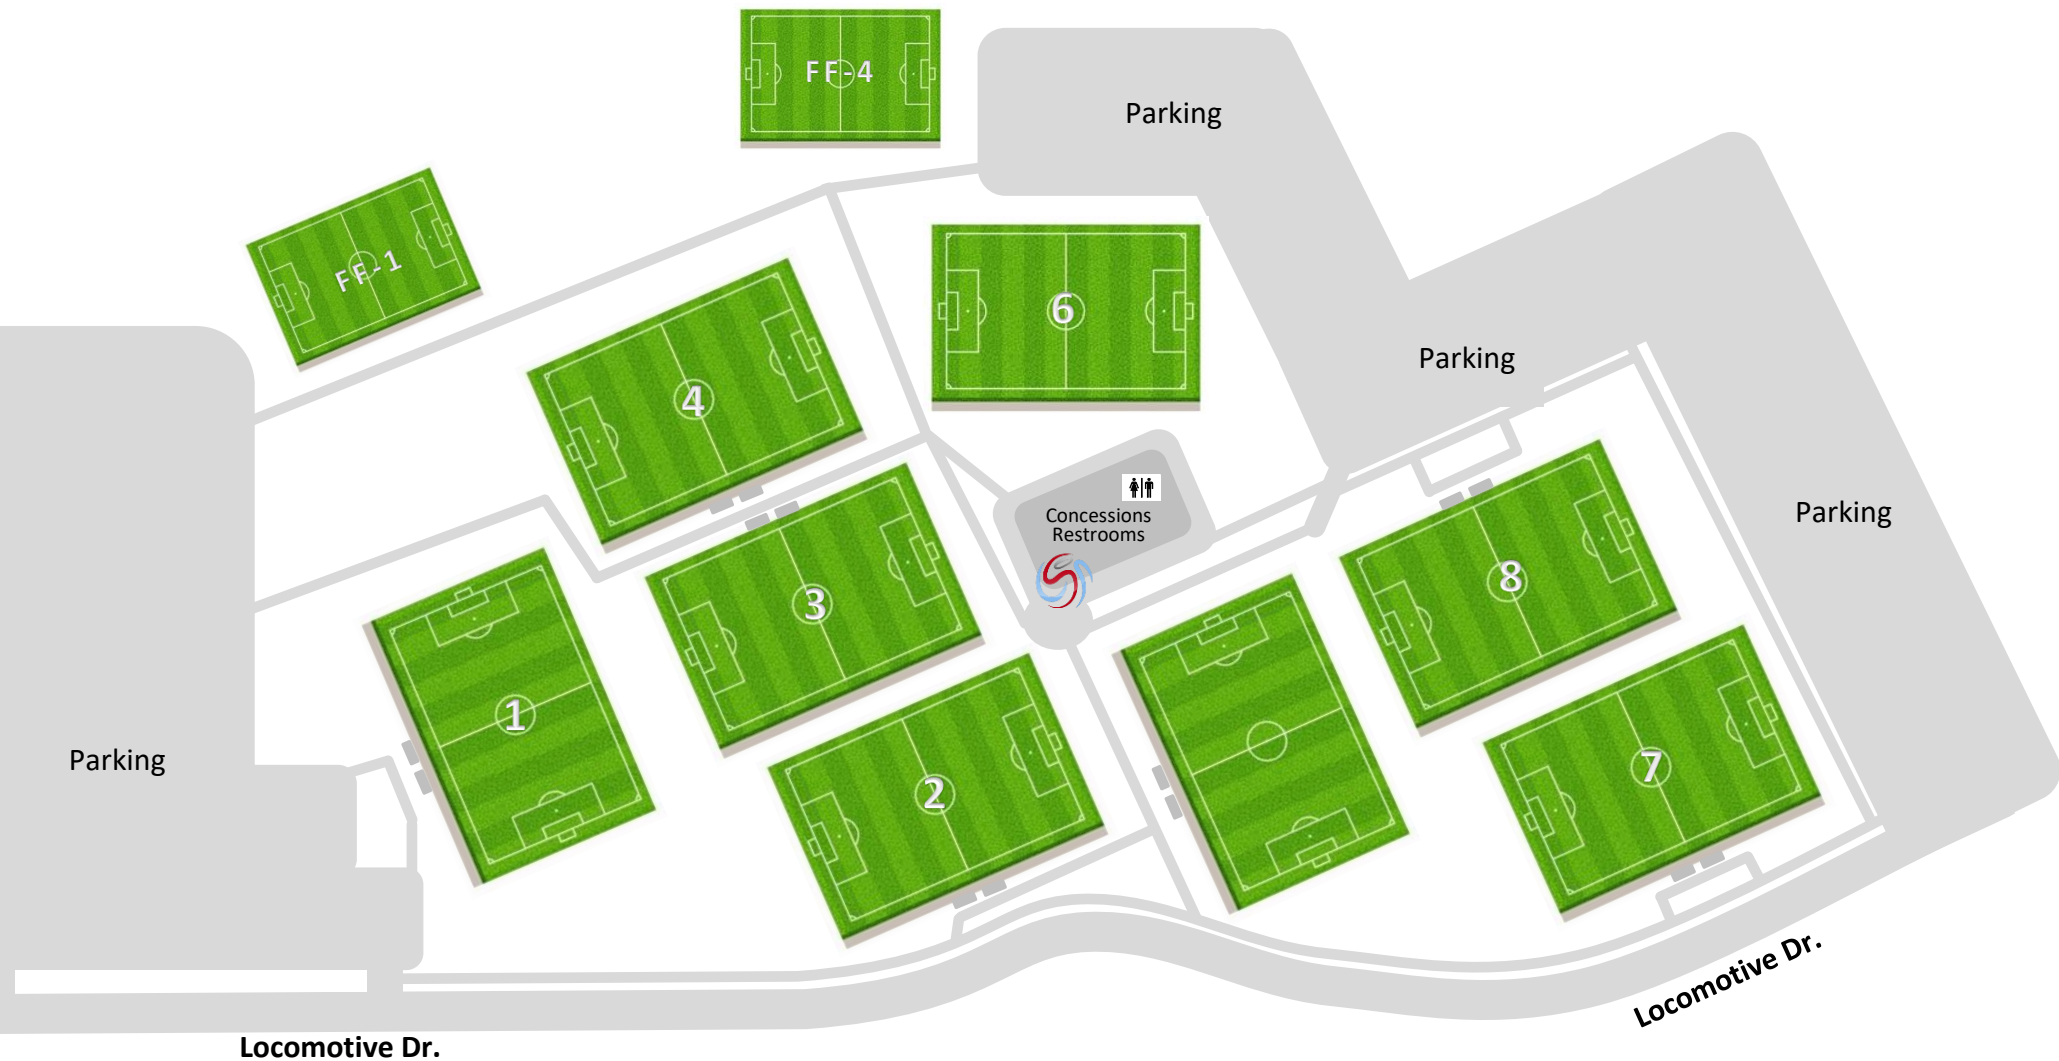 FF-4
Parking
FF-1
4
6
Parking
Concessions
Restrooms
Parking
3
8
1
2
7
Parking
Locomotive Dr.
Locomotive Dr.